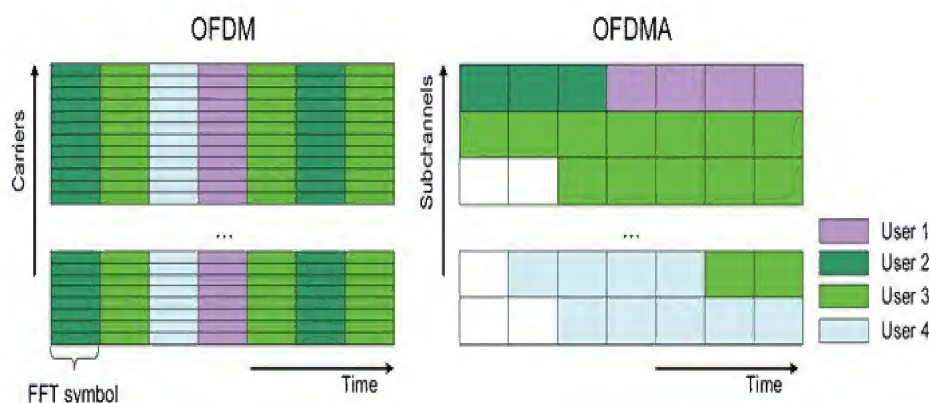 OFDM
OFDMA
Carriers
Subchannels
...
...
User 1
User 2
User 3
User 4
FFT symbol
Time
Time